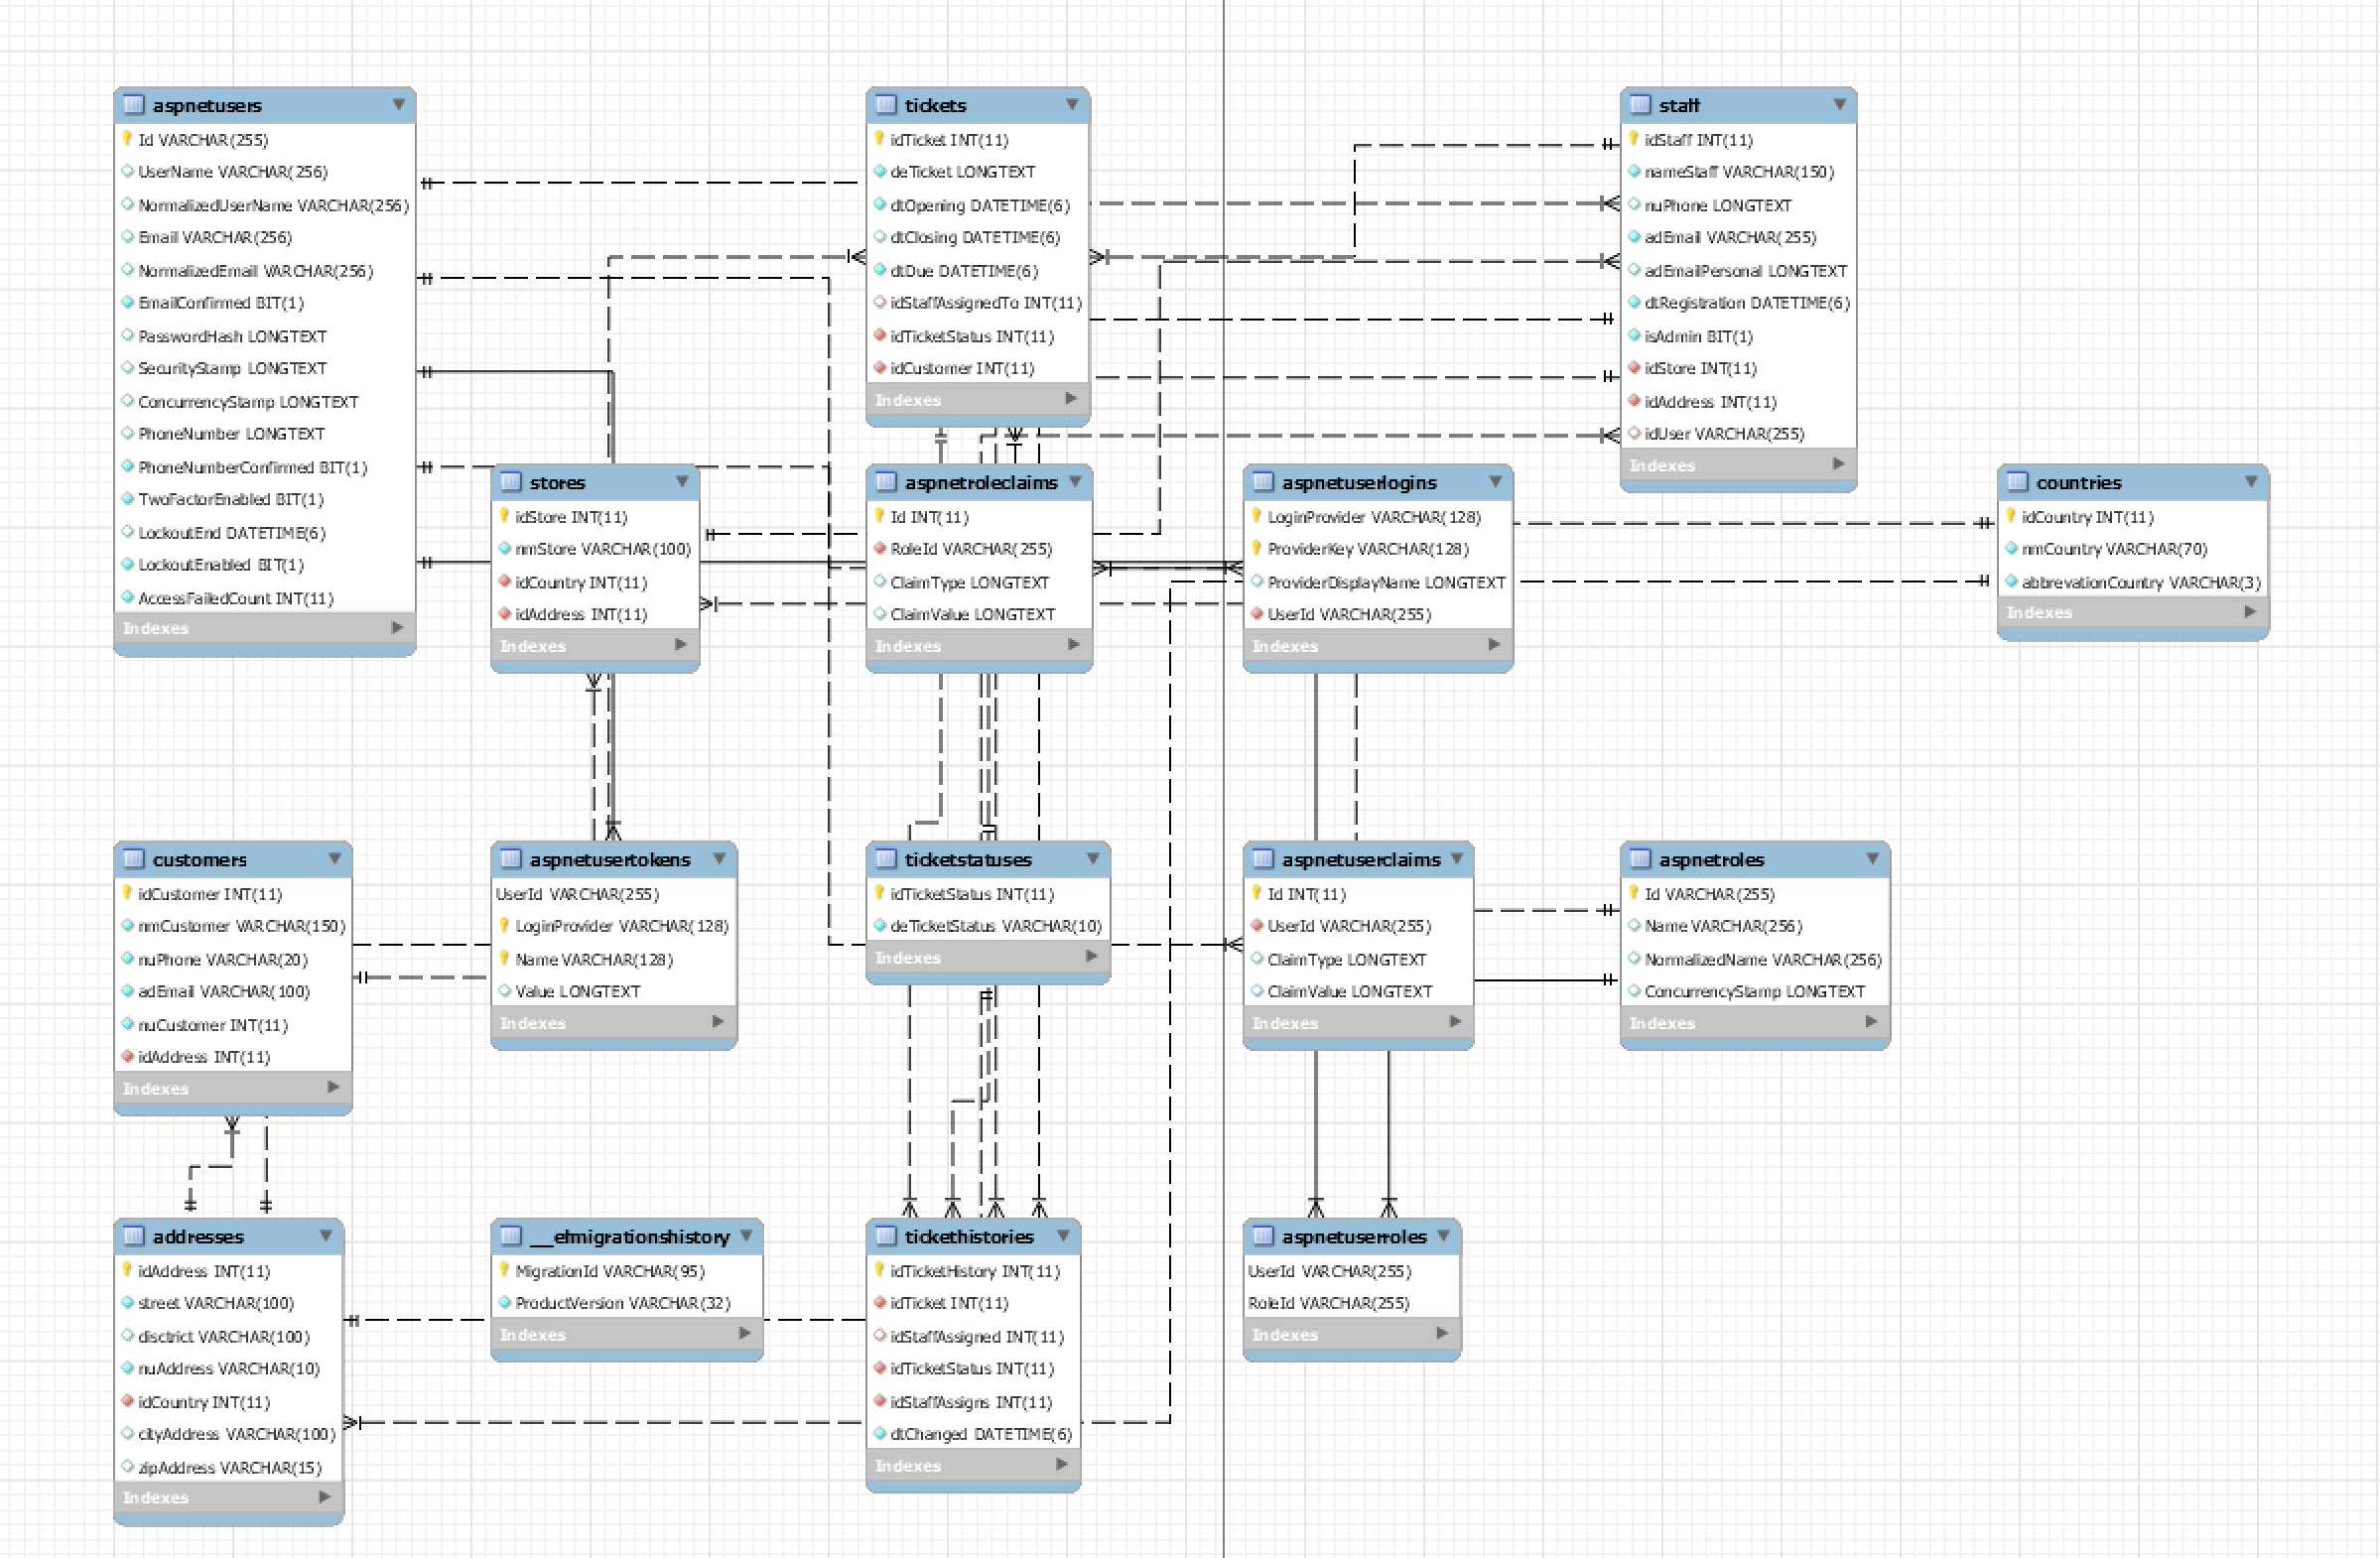 aspnetusers
Id VARCHAR(255)
UserName VARCHAR(256)
NormalizedUserName VARCHAR(256)
Email VARCHAR(256)
NormalizedEmail VARCHAR(256)
EmailConfirmed BIT(1)
PasswordHash LONGTEXT
SecurityStamp LONGTEXT
ConcurrencyStamp LONGTEXT
PhoneNumber LONGTEXT
PhoneNumberConfirmed BIT(1)
TwoFactorEnabled BIT(1)
LockoutEnd DATETIME(6)
LockoutEnabled BIT(1)
AccessFailedCount INT(11)
Indexes
tickets
idTicket INT(11)
deTicket LONGTEXT
dtOpening DATETIME(6)
dtClosing DATETIME(6)
dtDue DATETIME(6)
idStaffAssignedTo INT(11)
idTicketStatus INT(11)
idCustomer INT(11)
Indexes
staff
idStaff INT(11)
nameStaff VARCHAR(150)
nuPhone LONGTEXT
adEmail VARCHAR(255)
adEmailPersonal LONGTEXT
dtRegistration DATETIME(6)
isAdmin BIT(1)
idStore INT(11)
idAddress INT(11)
idUser VARCHAR(255)
Indexes
stores
idStore INT(11)
nmStore VARCHAR(100)
idCountry INT(11)
idAddress INT(11)
Indexes
aspnetroleclaims
Id INT(11)
RoleId VARCHAR(255)
ClaimType LONGTEXT
ClaimValue LONGTEXT
Indexes
aspnetuserlogins
LoginProvider VARCHAR(128)
ProviderKey VARCHAR(128)
ProviderDisplayName LONGTEXT
UserId VARCHAR(255)
Indexes
countries
idCountry INT(11)
nmCountry VARCHAR(70)
abbrevationCountry VARCHAR(3)
Indexes
customers
idCustomer INT(11)
nmCustomer VARCHAR(150)
nuPhone VARCHAR(20)
adEmail VARCHAR(100)
nuCustomer INT(11)
idAddress INT(11)
Indexes
aspnetusertokens
UserId VARCHAR(255)
LoginProvider VARCHAR(128)
Name VARCHAR(128)
Value LONGTEXT
Indexes
ticketstatuses
idTicketStatus INT(11)
deTicketStatus VARCHAR(10)
Indexes
aspnetuserclaims
Id INT(11)
UserId VARCHAR(255)
ClaimType LONGTEXT
ClaimValue LONGTEXT
Indexes
aspnetroles
Id VARCHAR(255)
Name VARCHAR(256)
NormalizedName VARCHAR(256)
ConcurrencyStamp LONGTEXT
Indexes
addresses
idAddress INT(11)
street VARCHAR(100)
disctrict VARCHAR(100)
nuAddress VARCHAR(10)
idCountry INT(11)
cityAddress VARCHAR(100)
zipAddress VARCHAR(15)
Indexes
__efmigrationshistory
MigrationId VARCHAR(95)
ProductVersion VARCHAR(32)
Indexes
tickethistories
idTicketHistory INT(11)
idTicket INT(11)
idStaffAssigned INT(11)
idTicketStatus INT(11)
idStaffAssigns INT(11)
dtChanged DATETIME(6)
Indexes
aspnetuserroles
UserId VARCHAR(255)
RoleId VARCHAR(255)
Indexes